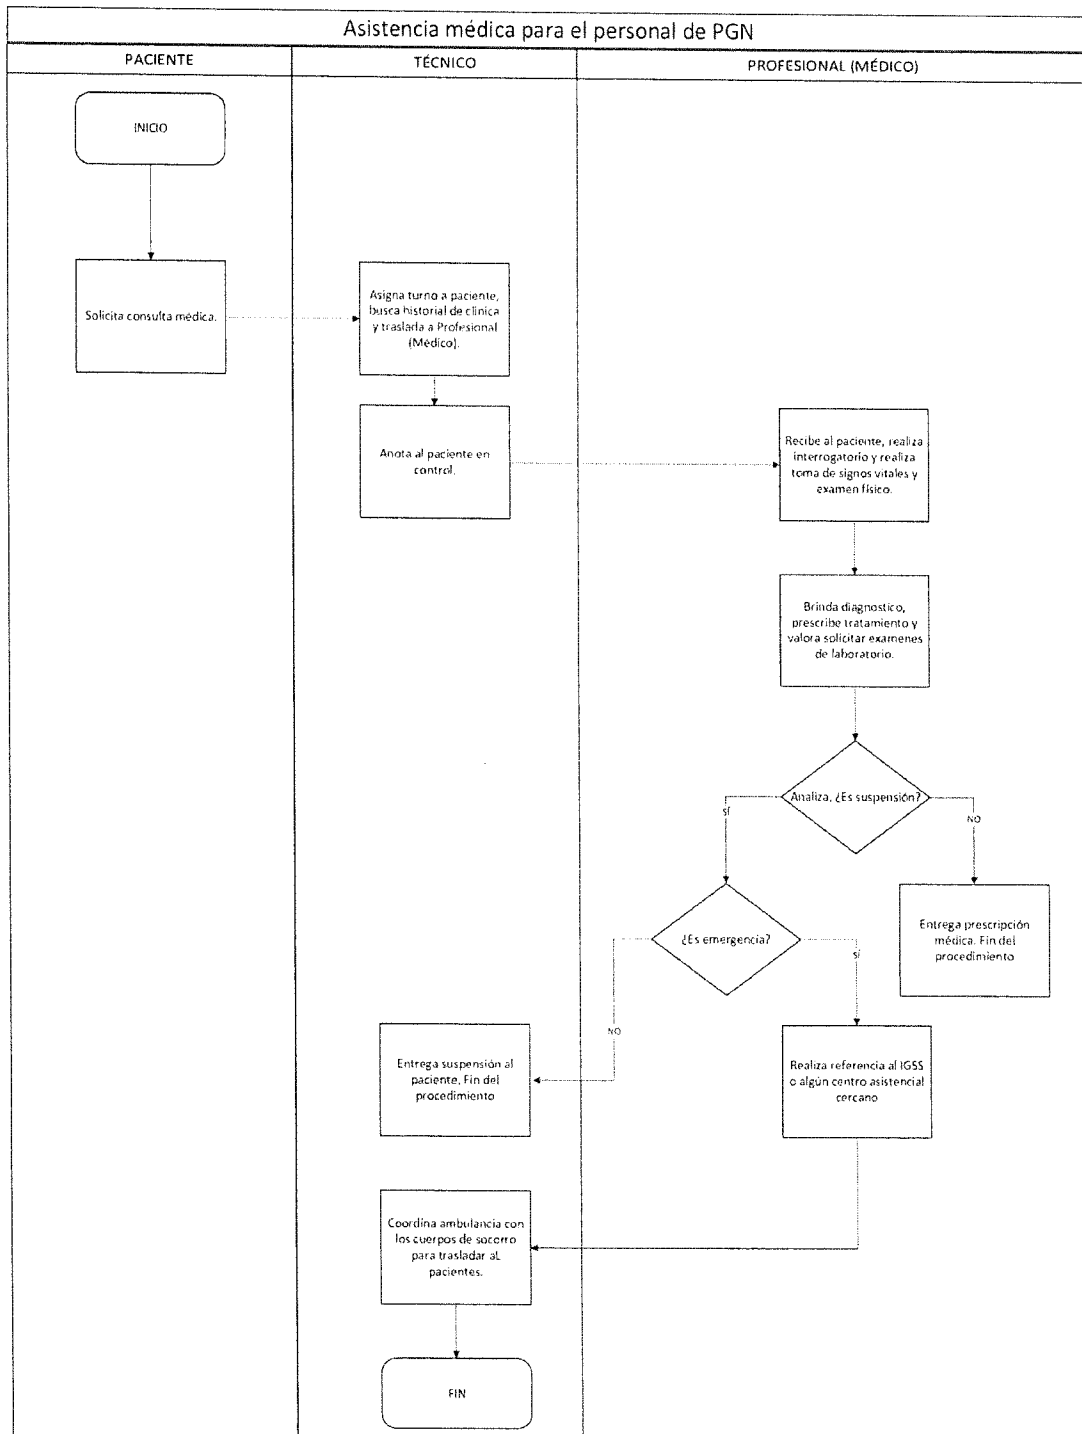 Asistencia médica para el personal de PGN
PACIENTE
TÉCNICO
PROFESIONAL (MÉDICO)
INICIO
Solicita consulta médica.
Asigna turno a paciente,
busca historial de clínica
y traslada a Profesional
(Médico).
Anota al paciente en
control.
Recibe al paciente, realiza
interrogatorio y realiza
toma de signos vitales y
examen físico.
Brinda diagnostico,
prescribe tratamiento y
valora solicitar examenes
de laboratorio.
Analiza, ¿Es suspensión?
SÍ
NO
¿Es emergencia?
Entrega prescripción
médica. Fin del
procedimiento
SÍ
NO
Entrega suspensión al
paciente, Fin del
procedimiento
Realiza referencia al IGSS
o algún centro asistencial
cercano
Coordina ambulancia con
los cuerpos de socorro
para trasladar al
pacientes.
FIN